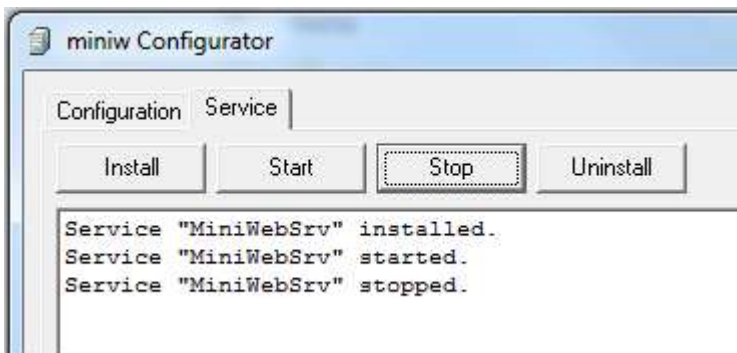 miniw Configurator
Configuration Service
Install Start Stop Uninstall
Service "MiniWebSrv" installed.
Service "MiniWebSrv" started.
Service "MiniWebSrv" stopped.